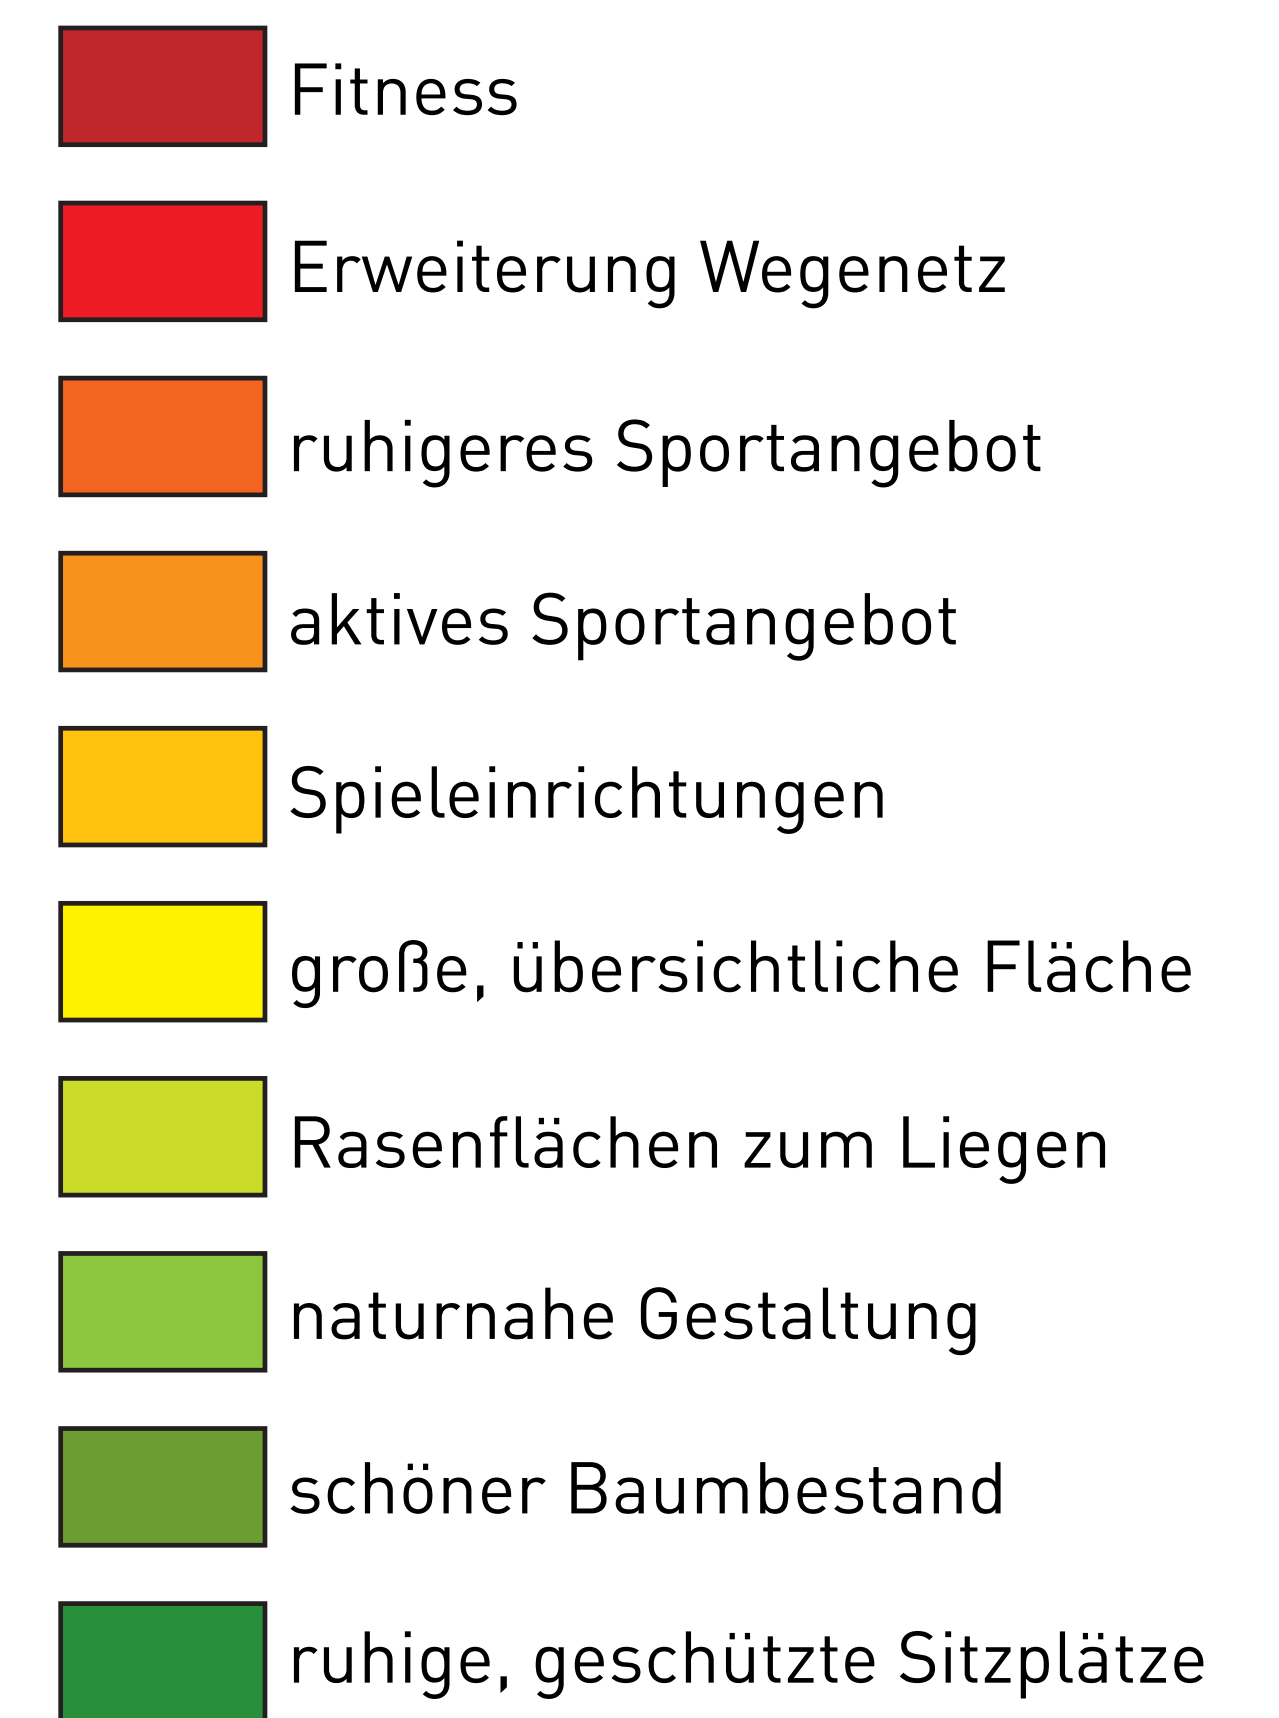 Fitness
Erweiterung Wegenetz
ruhigeres Sportangebot
aktives Sportangebot
Spieleinrichtungen
große, übersichtliche Fläche
Rasenflächen zum Liegen
naturnahe Gestaltung
schöner Baumbestand
ruhige, geschützte Sitzplätze